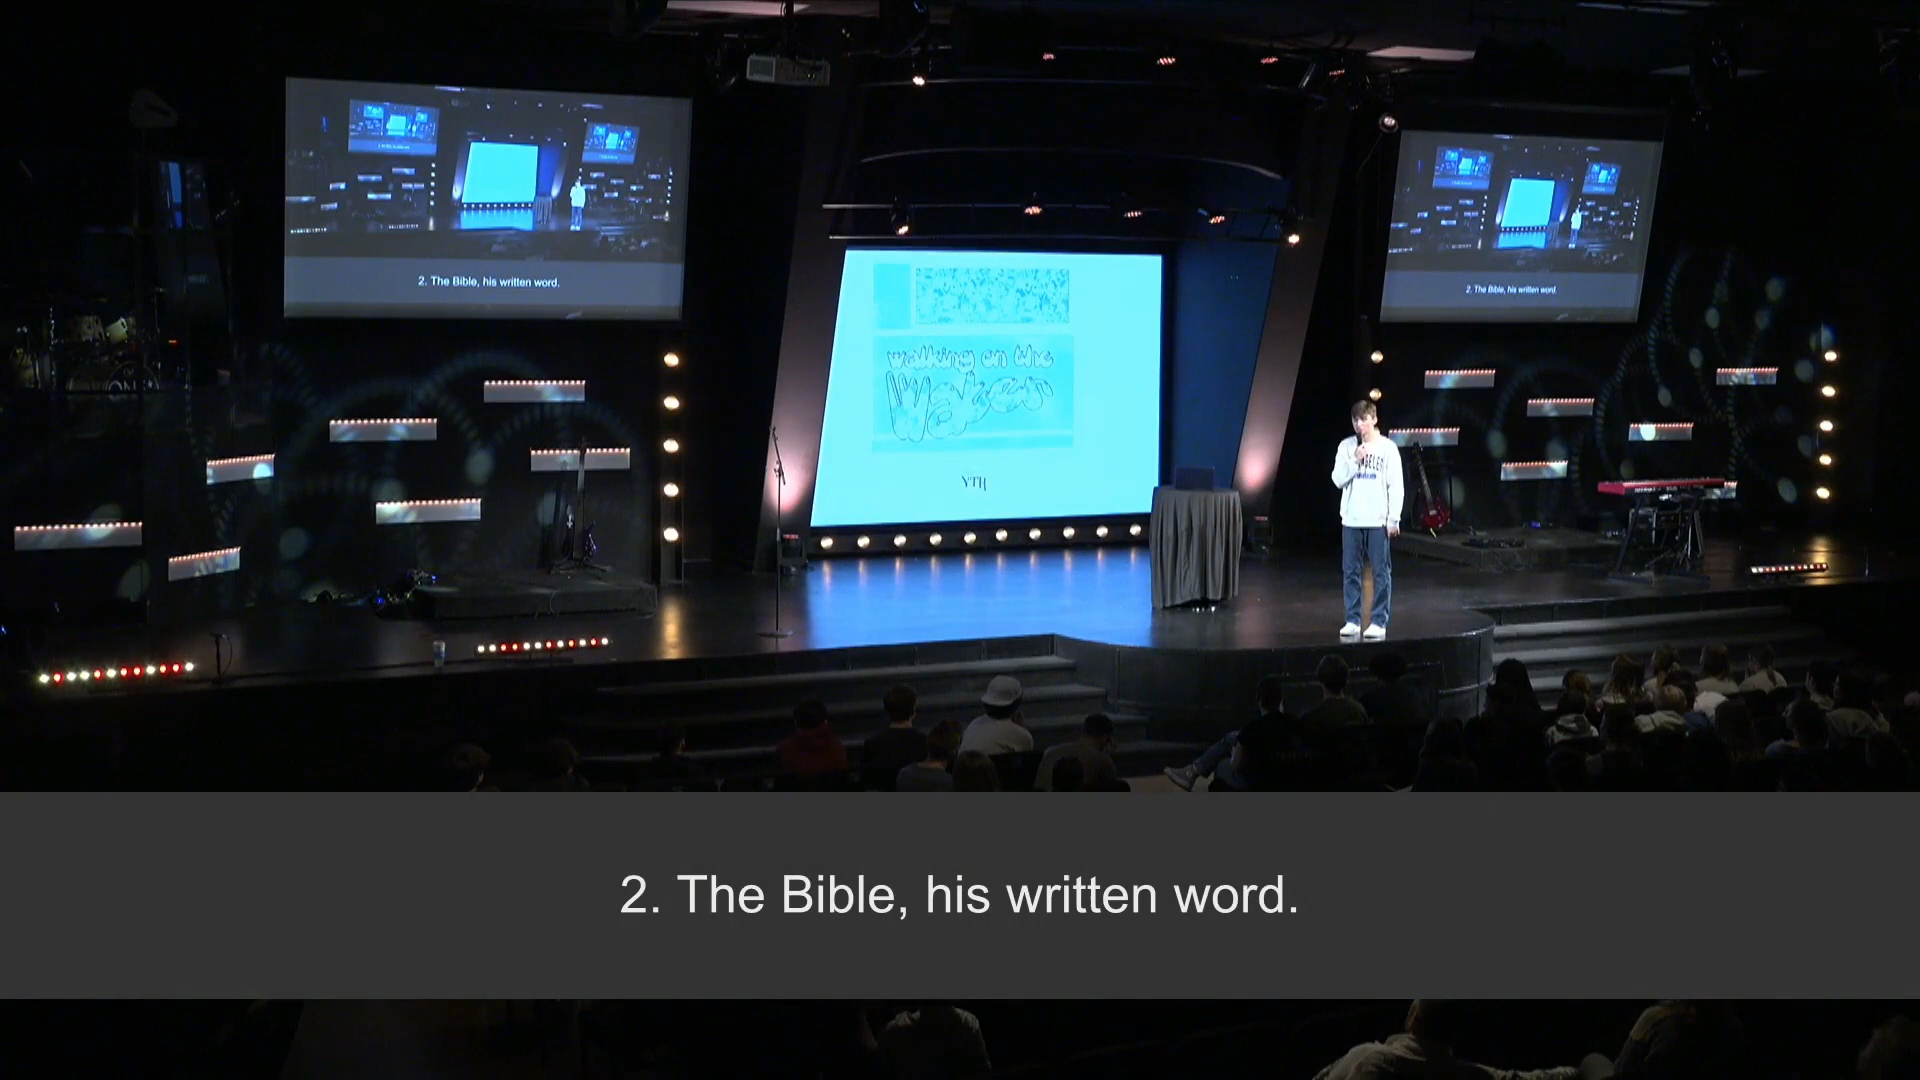 2. The Bible, his written word.
2. The Bible, his written word.
walking on the
Water
YTH
2. The Bible, his written word.